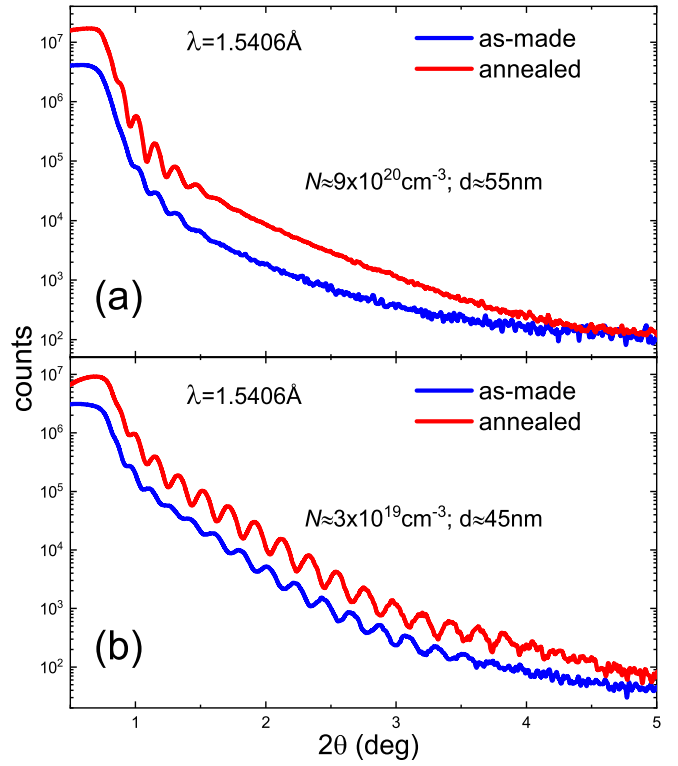 10⁷
10⁶
10⁵
10⁴
10³
10²
λ=1.5406Å
as-made
annealed
N≈9x10²⁰cm⁻³; d≈55nm
(a)
counts
10⁷
10⁶
10⁵
10⁴
10³
10²
λ=1.5406Å
as-made
annealed
N≈3x10¹⁹cm⁻³; d≈45nm
(b)
1 2 3 4 5
2θ (deg)